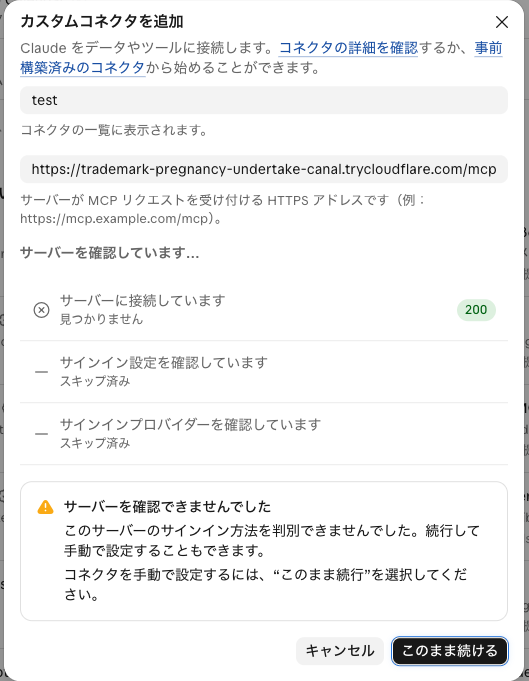 カスタムコネクタを追加
Claude をデータやツールに接続します。コネクタの詳細を確認するか、事前
構築済みのコネクタから始めることができます。
test
コネクタの一覧に表示されます。
https://trademark-pregnancy-undertake-canal.trycloudflare.com/mcp
サーバーが MCP リクエストを受け付ける HTTPS アドレスです（例：
https://mcp.example.com/mcp）。
サーバーを確認しています...
サーバーに接続しています
見つかりません
200
サインイン設定を確認しています
スキップ済み
サインインプロバイダーを確認しています
スキップ済み
サーバーを確認できませんでした
このサーバーのサインイン方法を判別できませんでした。続行して
手動で設定することもできます。
コネクタを手動で設定するには、“このまま続行”を選択してくだ
さい。
キャンセル
このまま続ける